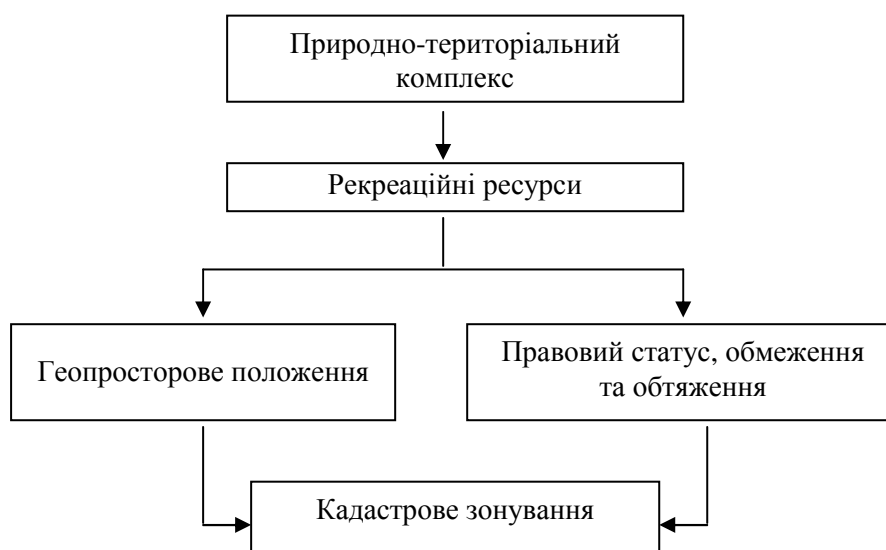 Природно-територіальний
комплекс
Рекреаційні ресурси
Геопросторове положення
Правовий статус, обмеження
та обтяження
Кадастрове зонування